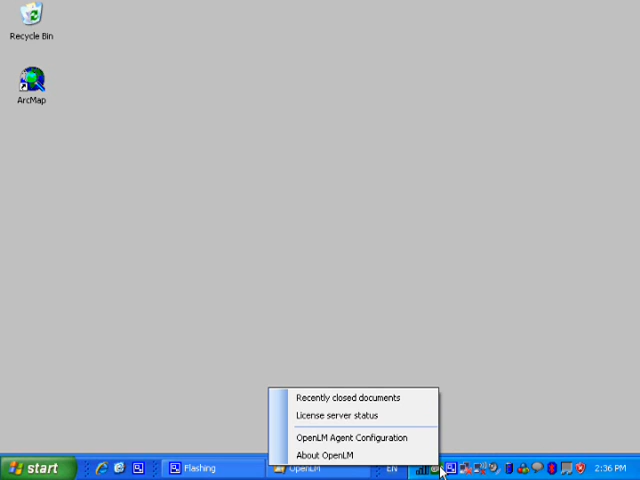 Recycle Bin
ArcMap
Recently closed documents
License server status
OpenLM Agent Configuration
About OpenLM
start
Flashing
OpenLM
EN
2:36 PM